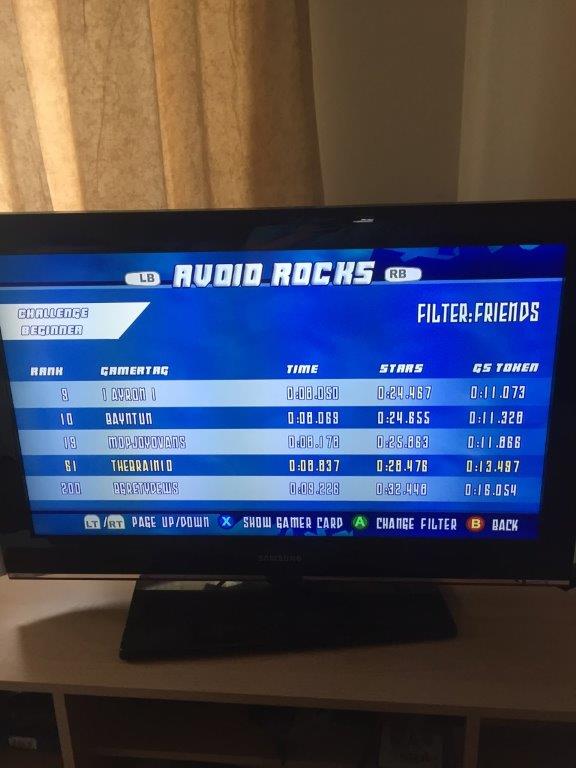 LB AVOID ROCKS RB
CHALLENGE
BEGINNER
FILTER:FRIENDS
RANK GAMERTAG TIME STARS GS TOKEN
9 I AYRON I 0:08.050 0:24.467 0:11.073
10 BAYNTUN 0:08.069 0:24.655 0:11.328
19 MOPJOVOVANS 0:08.178 0:25.863 0:11.866
61 THEBRAIN10 0:08.837 0:28.476 0:13.497
200 0:09.226 0:32.448 0:16.054
LT/RT PAGE UP/DOWN X SHOW GAMER CARD A CHANGE FILTER B BACK
SAMSUNG